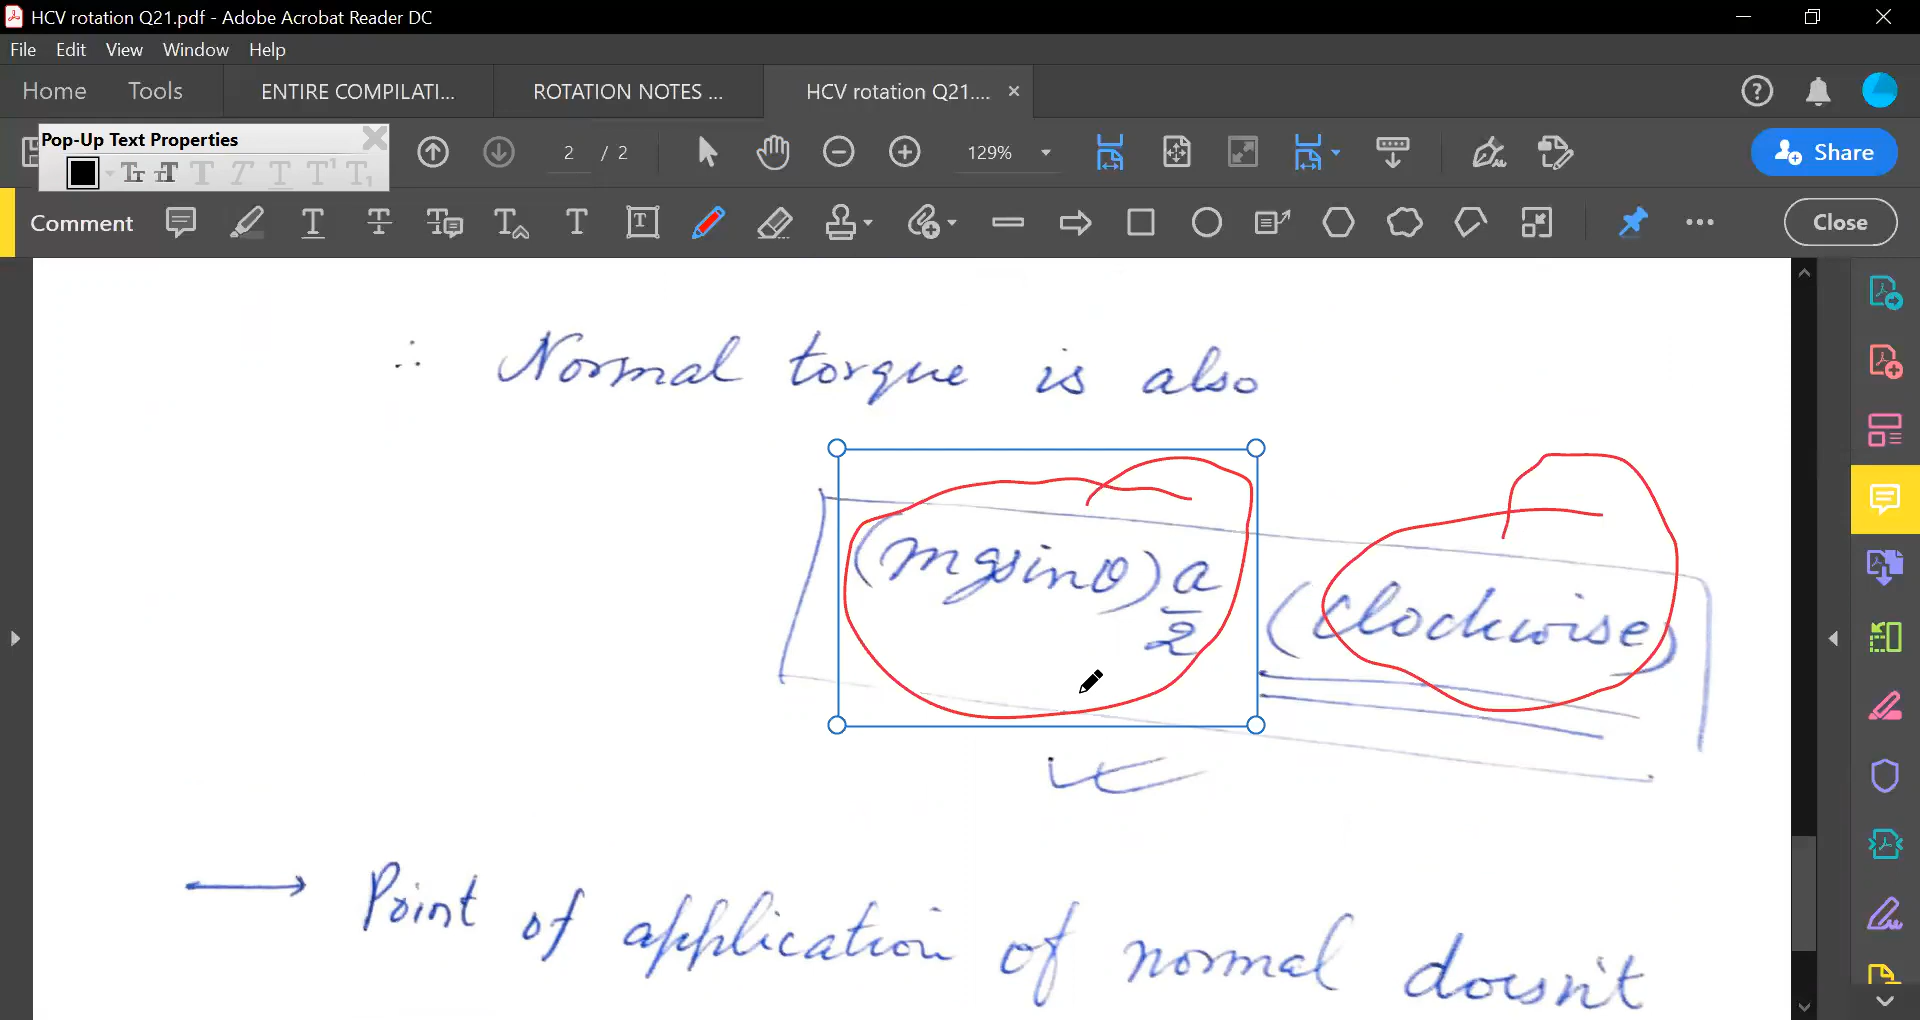 HCV rotation Q21.pdf - Adobe Acrobat Reader DC
File Edit View Window Help
Home Tools ENTIRE COMPILATI... ROTATION NOTES ... HCV rotation Q21....
Pop-Up Text Properties
2 / 2 129% Share
Comment Close
∴ Normal torque is also
(mgsinθ) a/2 (clockwise)
→ Point of application of normal doesn't